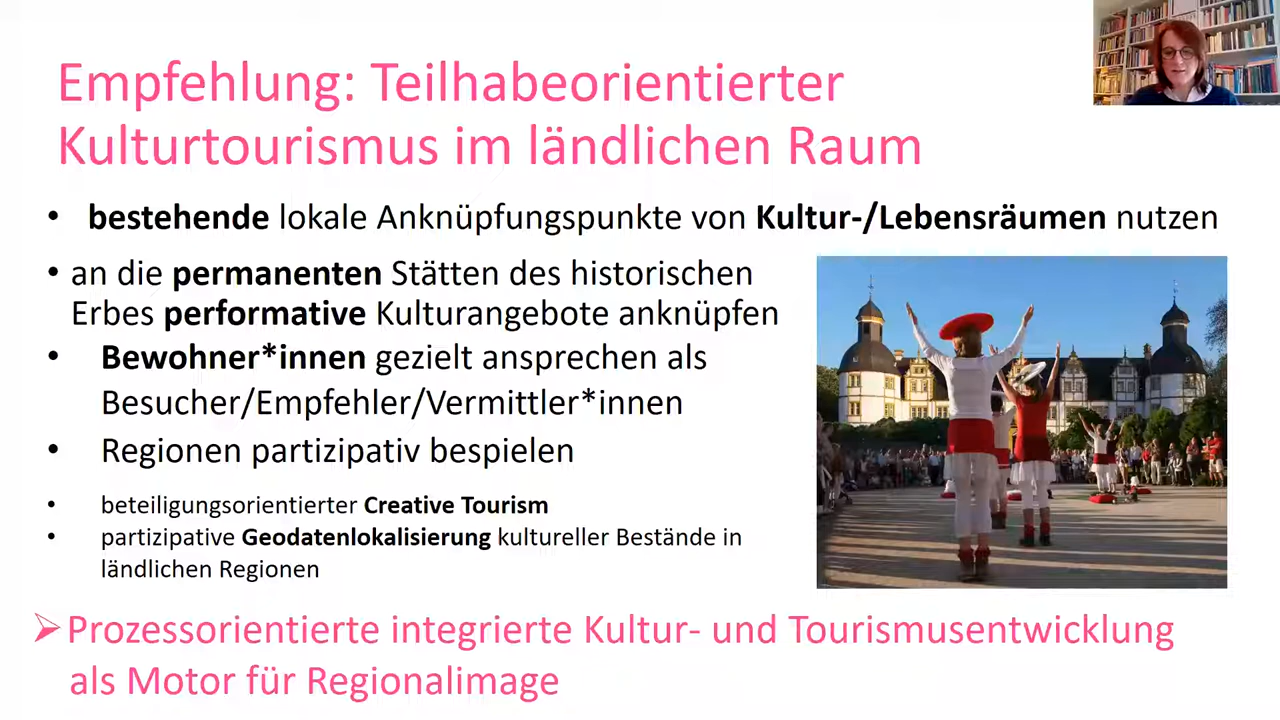 Empfehlung: Teilhabeorientierter
Kulturtourismus im ländlichen Raum
• bestehende lokale Anknüpfungspunkte von Kultur-/Lebensräumen nutzen
• an die permanenten Stätten des historischen
Erbes performative Kulturangebote anknüpfen
• Bewohner*innen gezielt ansprechen als
Besucher/Empfehler/Vermittler*innen
• Regionen partizipativ bespielen
• beteiligungsorientierter Creative Tourism
• partizipative Geodatenlokalisierung kultureller Bestände in
ländlichen Regionen
➢ Prozessorientierte integrierte Kultur- und Tourismusentwicklung
als Motor für Regionalimage